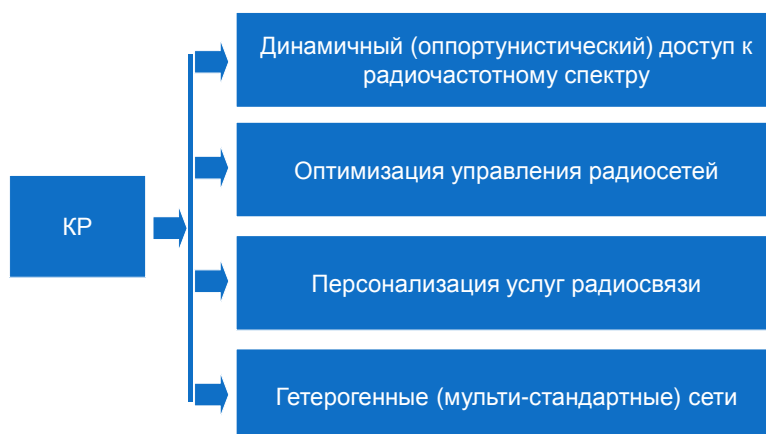 Динамичный (оппортунистический) доступ к
радиочастотному спектру
Оптимизация управления радиосетей
КР
Персонализация услуг радиосвязи
Гетерогенные (мульти-стандартные) сети